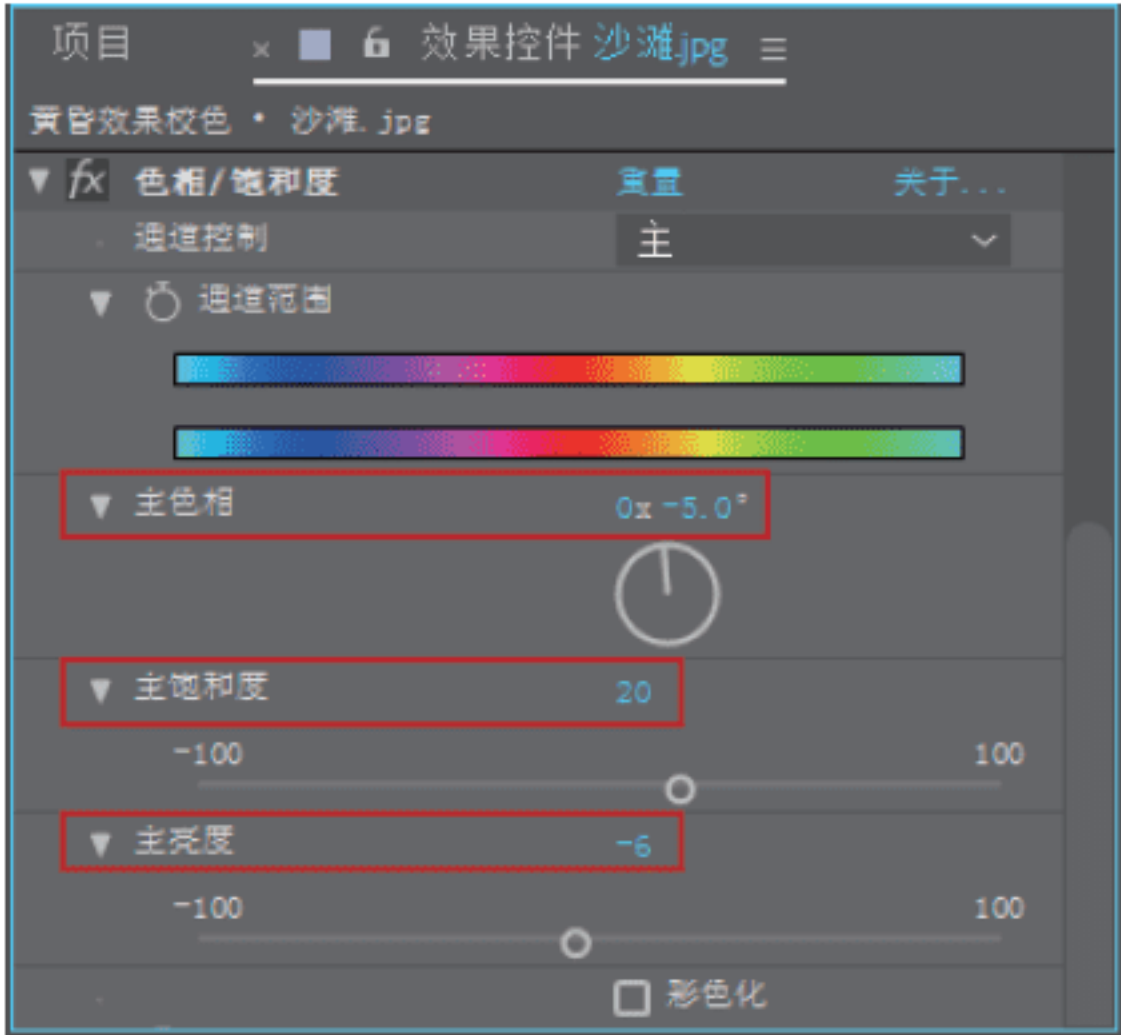 项目 × 效果控件 沙滩.jpg ≡
黄昏效果校色 • 沙滩.jpg
fx 色相/饱和度 重置 关于...
通道控制 主
通道范围
主色相 0x -5.0°
主饱和度 20
-100 100
主亮度 -6
-100 100
彩色化